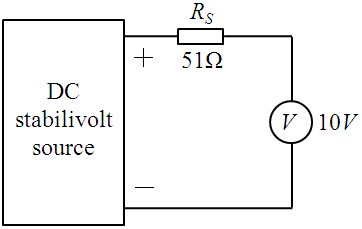 R_S
+
51Ω
DC
stabilivolt
source
V 10V
—